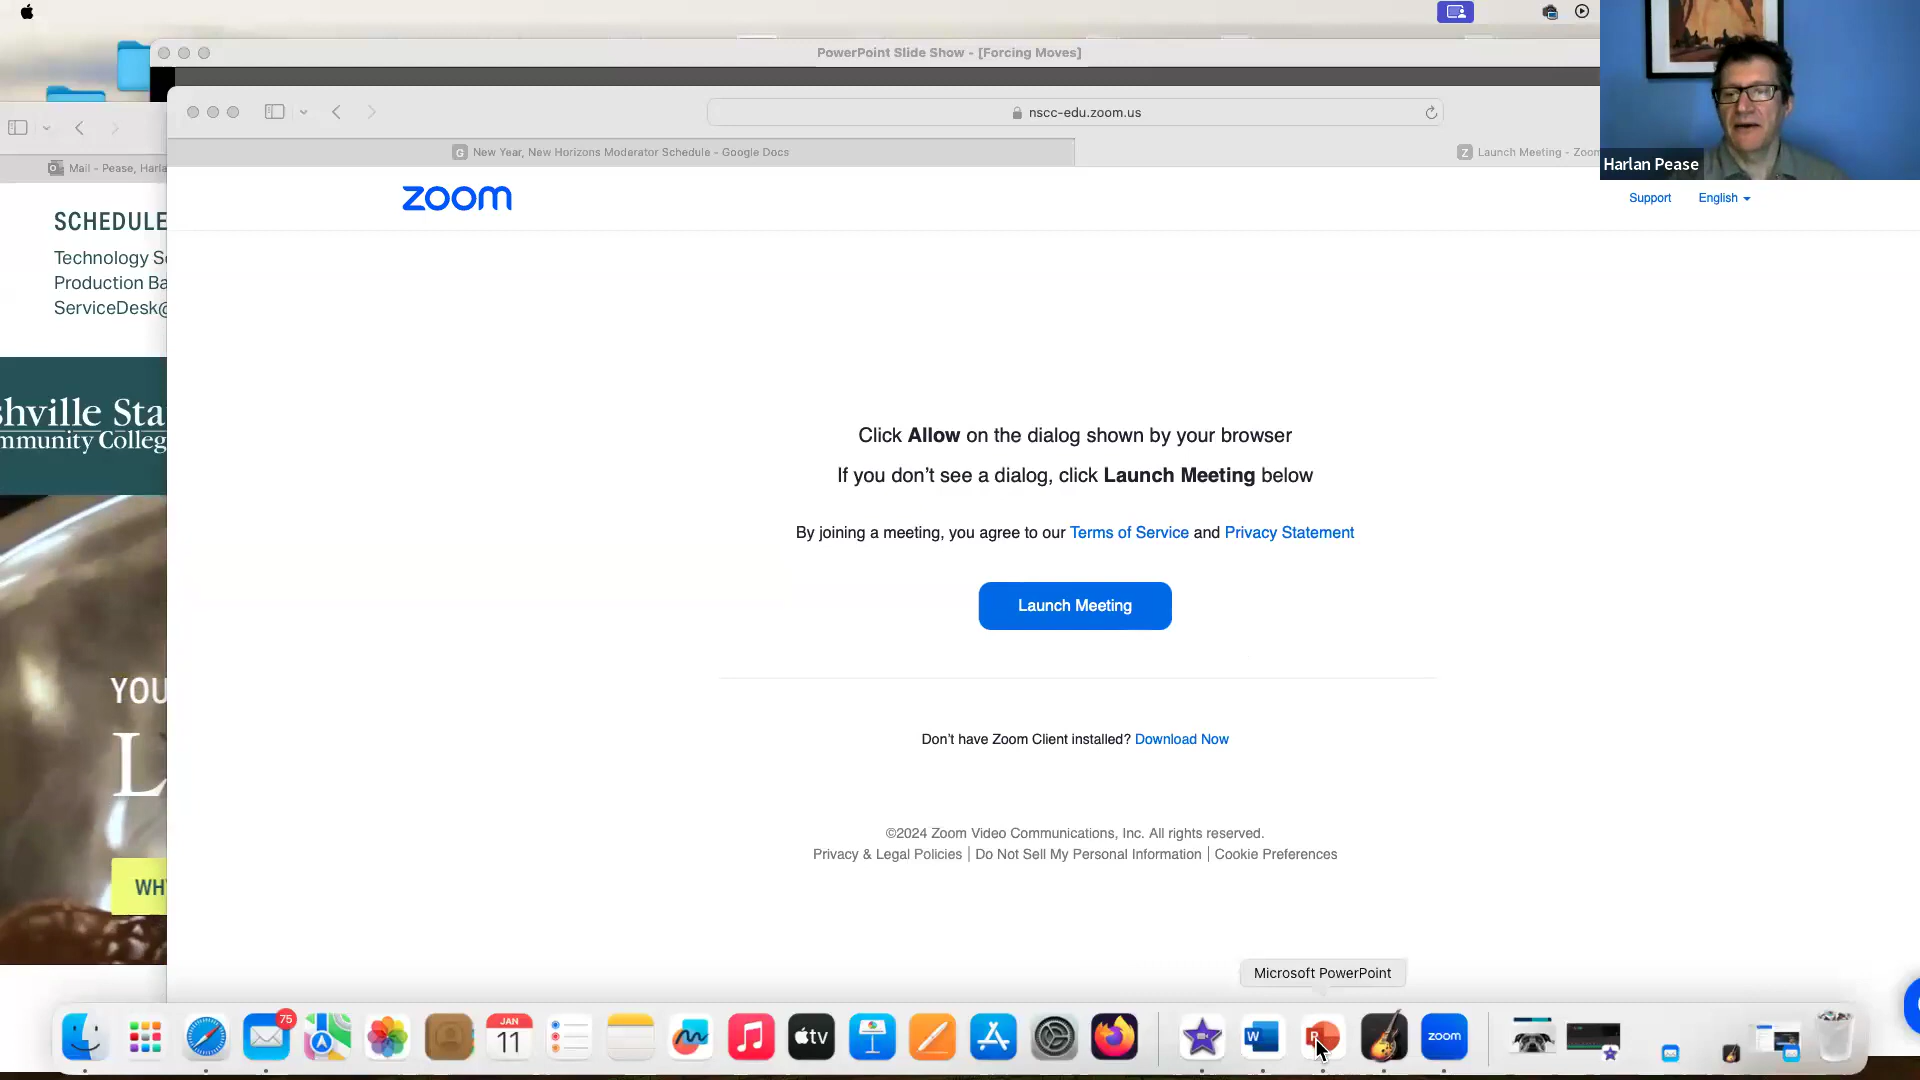 PowerPoint Slide Show - [Forcing Moves]
nscc-edu.zoom.us
New Year, New Horizons Moderator Schedule - Google Docs
Launch Meeting - Zoom
Mail - Pease, Harla
Harlan Pease
zoom
Support
English
SCHEDULE
Technology Se
Production Ba
ServiceDesk@
shville Sta
mmunity Colleg
YOU
L
WHY
Click Allow on the dialog shown by your browser
If you don’t see a dialog, click Launch Meeting below
By joining a meeting, you agree to our Terms of Service and Privacy Statement
Launch Meeting
Don’t have Zoom Client installed? Download Now
©2024 Zoom Video Communications, Inc. All rights reserved.
Privacy & Legal Policies | Do Not Sell My Personal Information | Cookie Preferences
Microsoft PowerPoint
75
JAN
11
tv
W
P
zoom